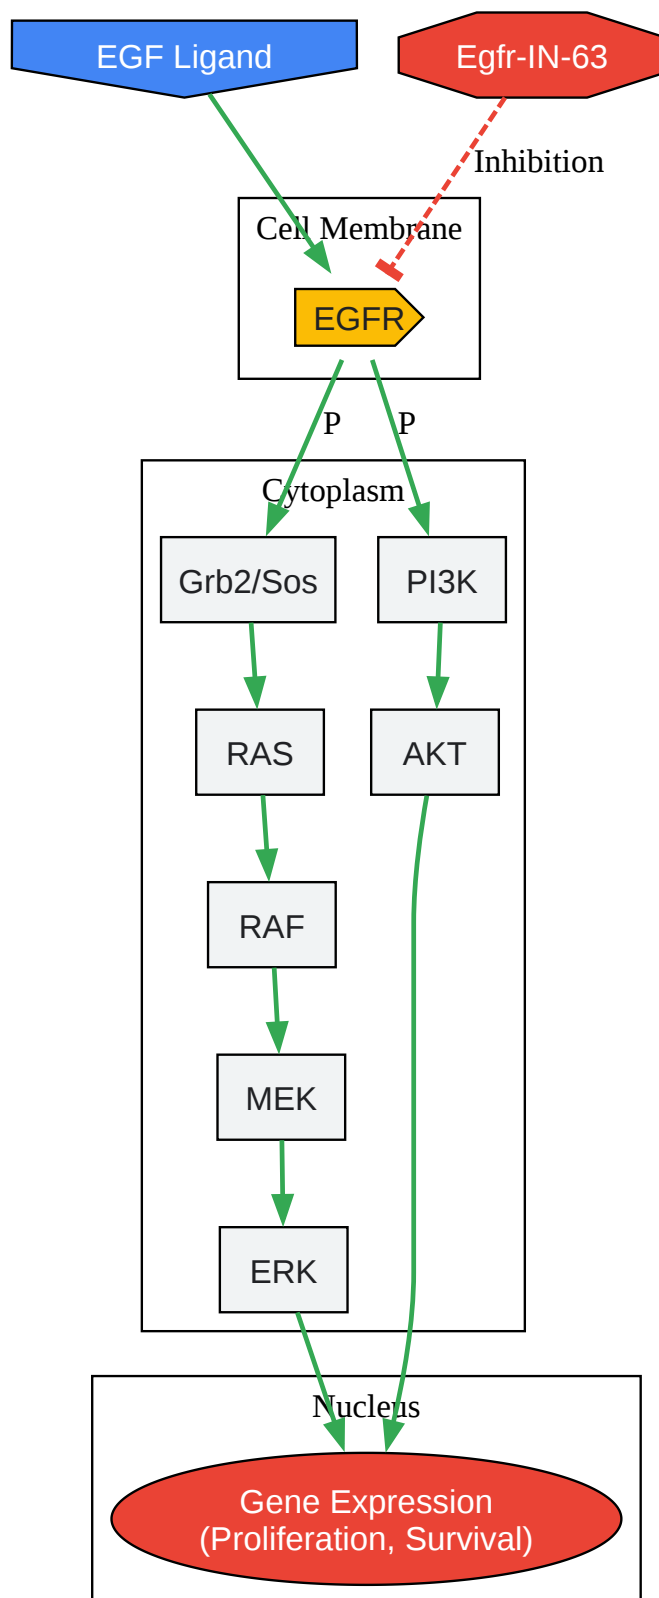 EGF Ligand
Egfr-IN-63
Inhibition
Cell Membrane
EGFR
P
P
Cytoplasm
Grb2/Sos
PI3K
RAS
AKT
RAF
MEK
ERK
Nucleus
Gene Expression
(Proliferation, Survival)